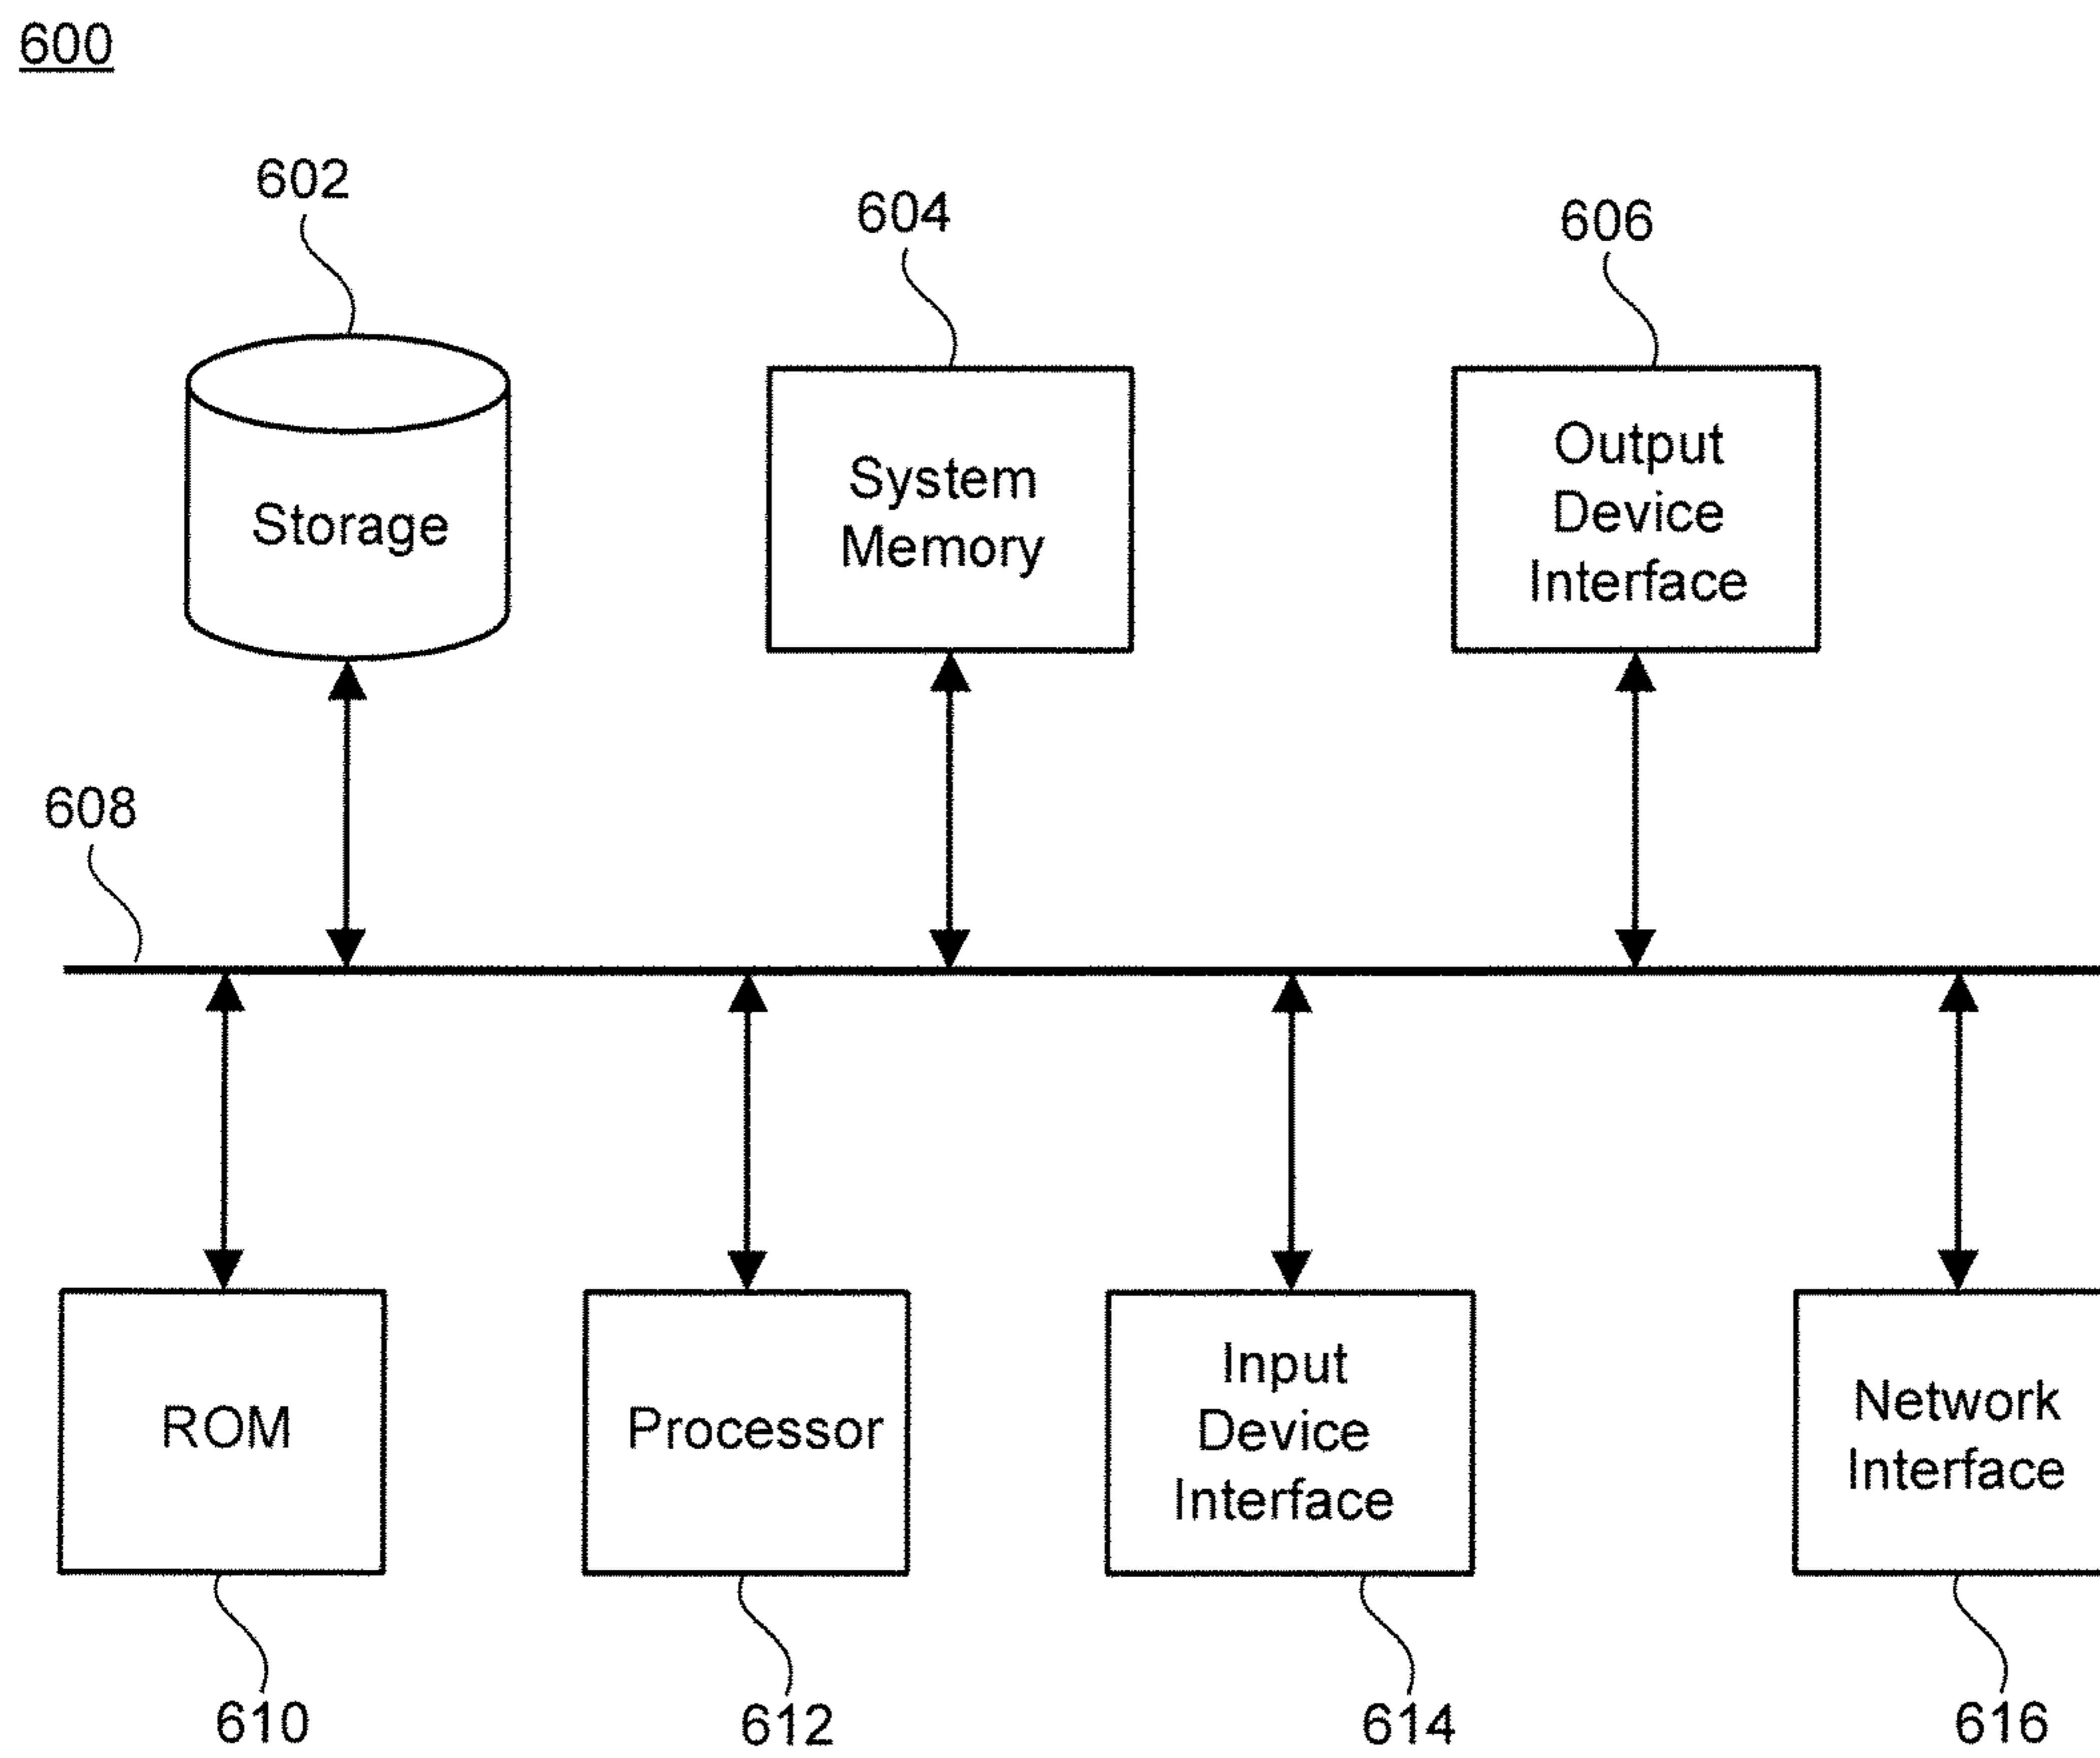 600
602
604
606
Storage
System
Memory
Output
Device
Interface
608
ROM
Processor
Input
Device
Interface
Network
Interface
610
612
614
616